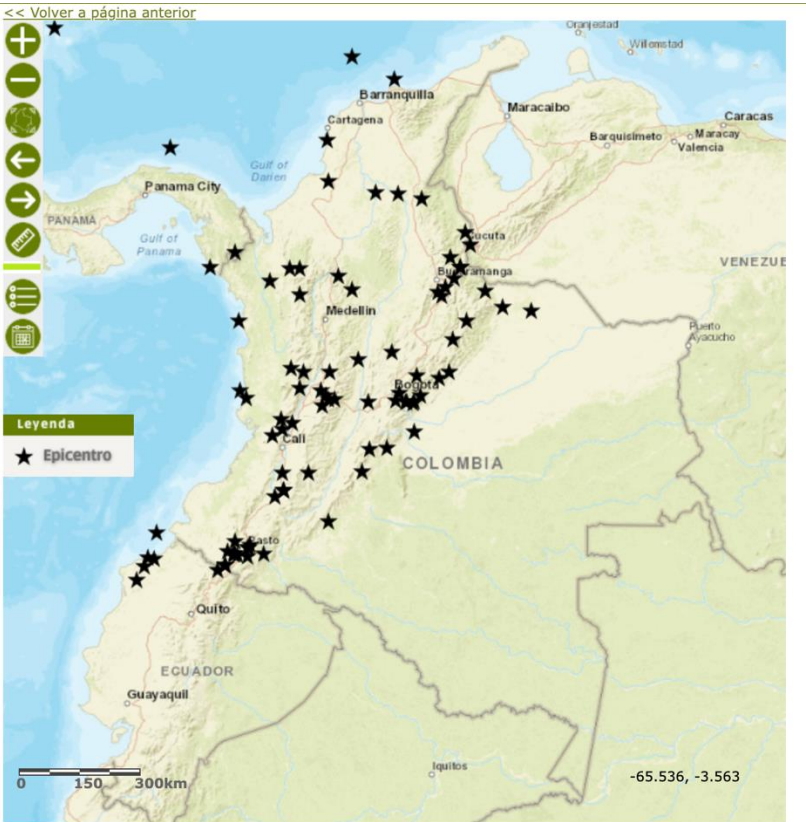 << Volver a página anterior
Oranjestad
Willemstad
Barranquilla
Cartagena
Maracaibo
Caracas
Barquisimeto
Maracay
Valencia
Gulf of
Darien
Panama City
PANAMÁ
Gulf of
Panama
Cucuta
Bucaramanga
VENEZUE
Medellin
Puerto
Ayacucho
Bogota
Leyenda
Epicentro
Cali
COLOMBIA
Pasto
Quito
ECUADOR
Guayaquil
Iquitos
0 150 300km
-65.536, -3.563